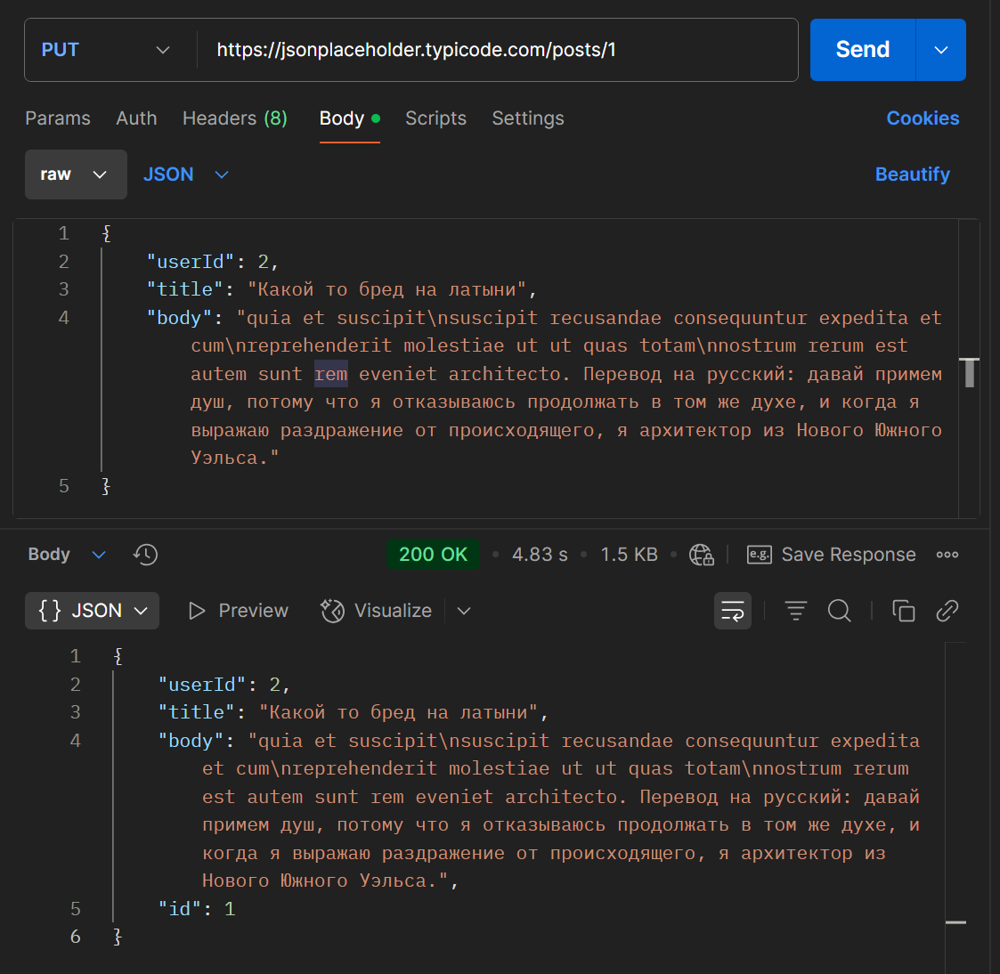 PUT https://jsonplaceholder.typicode.com/posts/1 Send
Params Auth Headers (8) Body Scripts Settings Cookies
raw JSON Beautify
1 {
2 "userId": 2,
3 "title": "Какой то бред на латыни",
4 "body": "quia et suscipit\nsuscipit recusandae consequuntur expedita et
cum\nreprehenderit molestiae ut ut quas totam\nnostrum rerum est
autem sunt rem eveniet architecto. Перевод на русский: давай примем
душ, потому что я отказываюсь продолжать в том же духе, и когда я
выражаю раздражение от происходящего, я архитектор из Нового Южного
Уэльса."
5 }
Body 200 OK • 4.83 s • 1.5 KB • e.g. Save Response
{} JSON Preview Visualize
1 {
2 "userId": 2,
3 "title": "Какой то бред на латыни",
4 "body": "quia et suscipit\nsuscipit recusandae consequuntur expedita
et cum\nreprehenderit molestiae ut ut quas totam\nnostrum rerum
est autem sunt rem eveniet architecto. Перевод на русский: давай
примем душ, потому что я отказываюсь продолжать в том же духе, и
когда я выражаю раздражение от происходящего, я архитектор из
Нового Южного Уэльса.",
5 "id": 1
6 }